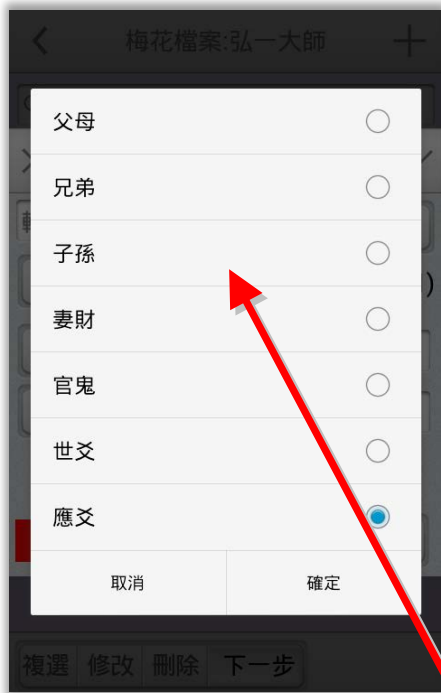 梅花檔案:弘一大師
父母
兄弟
子孫
妻財
官鬼
世爻
應爻
取消 確定
複選 修改 刪除 下一步